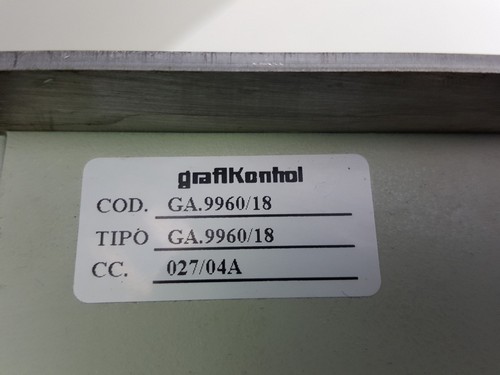 grafiKontrol
COD. GA.9960/18
TIPO GA.9960/18
CC. 027/04A